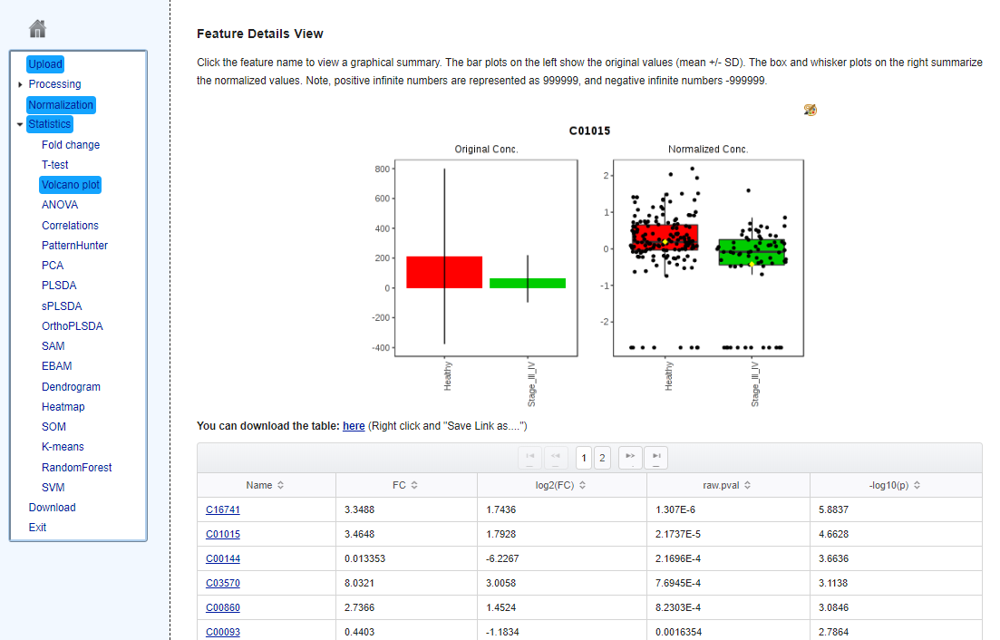 Upload
Processing
Normalization
Statistics
Fold change
T-test
Volcano plot
ANOVA
Correlations
PatternHunter
PCA
PLSDA
sPLSDA
OrthoPLSDA
SAM
EBAM
Dendrogram
Heatmap
SOM
K-means
RandomForest
SVM
Download
Exit
Feature Details View
Click the feature name to view a graphical summary. The bar plots on the left show the original values (mean +/- SD). The box and whisker plots on the right summarize
the normalized values. Note, positive infinite numbers are represented as 999999, and negative infinite numbers -999999.
C01015
Original Conc.
800
600
400
200
0
-200
-400
Healthy
Stage_III_IV
Normalized Conc.
2
1
0
-1
-2
Healthy
Stage_III_IV
You can download the table: here (Right click and "Save Link as....")
1 2
Name FC log2(FC) raw.pval -log10(p)
C16741 3.3488 1.7436 1.307E-6 5.8837
C01015 3.4648 1.7928 2.1737E-5 4.6628
C00144 0.013353 -6.2267 2.1696E-4 3.6636
C03570 8.0321 3.0058 7.6945E-4 3.1138
C00860 2.7366 1.4524 8.2303E-4 3.0846
C00093 0.4403 -1.1834 0.0016354 2.7864